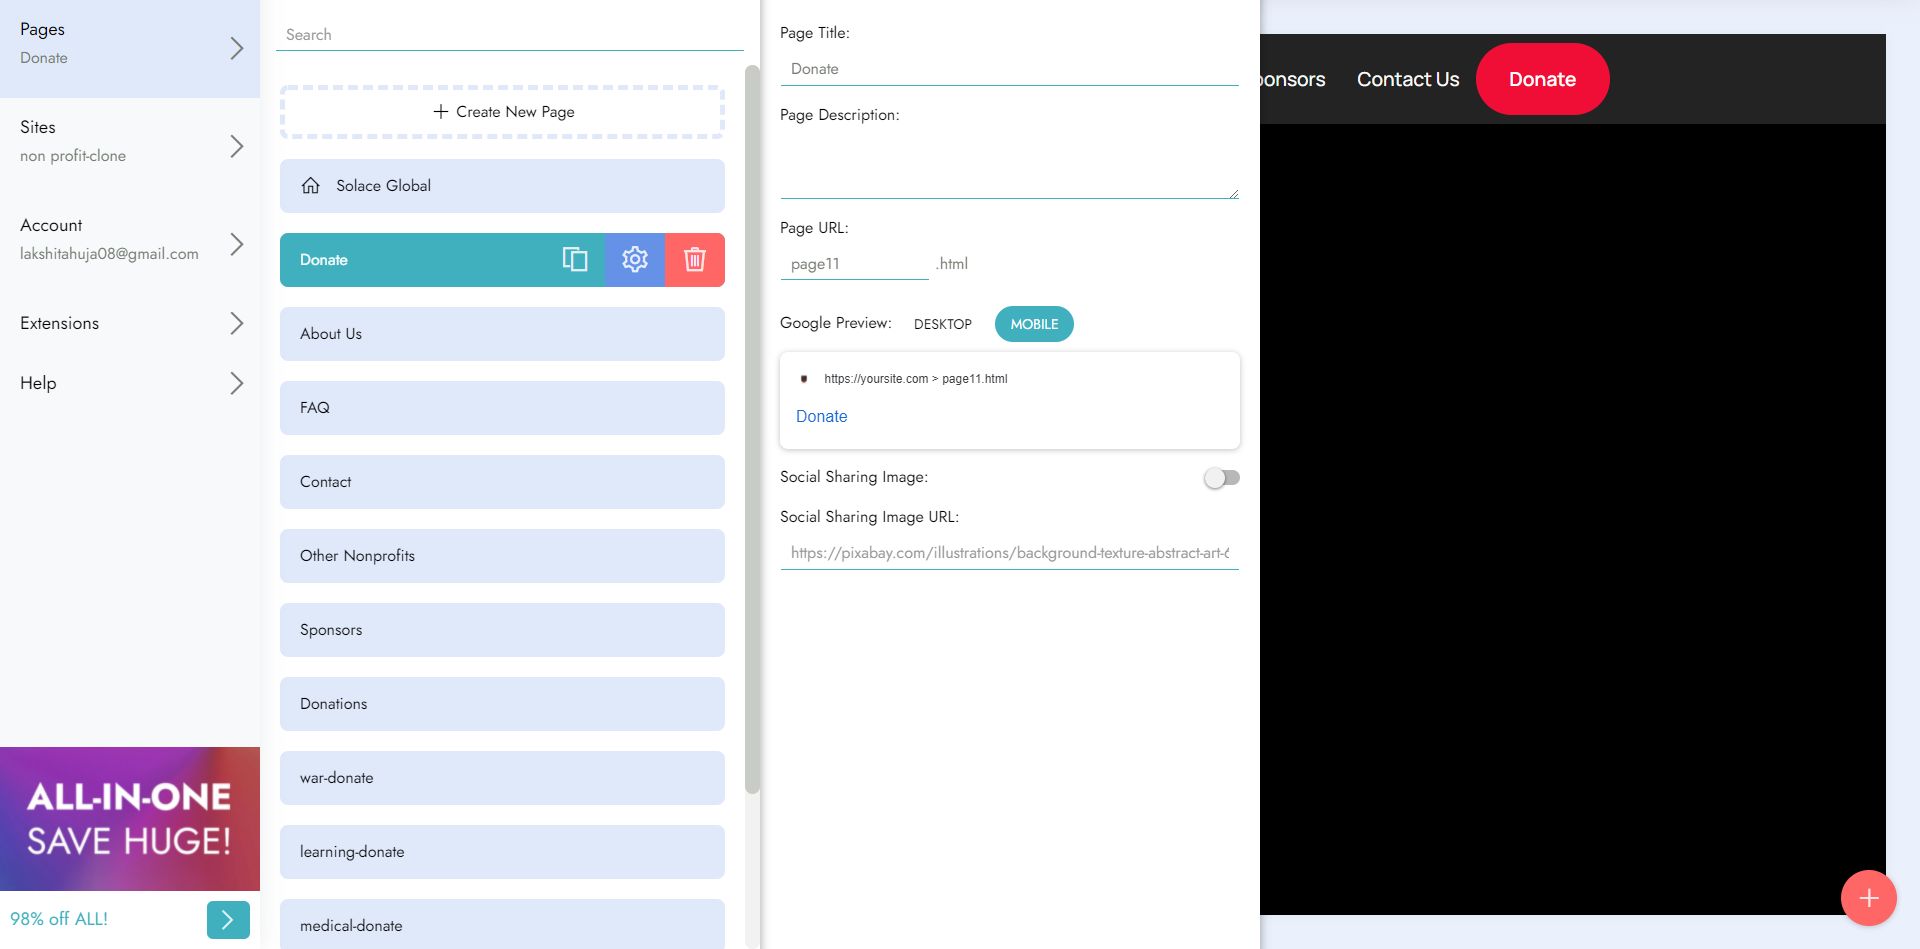 Pages
Donate
Sites
non profit-clone
Account
lakshitahuja08@gmail.com
Extensions
Help
ALL-IN-ONE
SAVE HUGE!
98% off ALL!
Search
Create New Page
Solace Global
Donate
About Us
FAQ
Contact
Other Nonprofits
Sponsors
Donations
war-donate
learning-donate
medical-donate
Page Title:
Donate
Page Description:
Page URL:
page11 .html
Google Preview: DESKTOP MOBILE
https://yoursite.com > page11.html
Donate
Social Sharing Image:
Social Sharing Image URL:
https://pixabay.com/illustrations/background-texture-abstract-art-6
ponsors Contact Us Donate